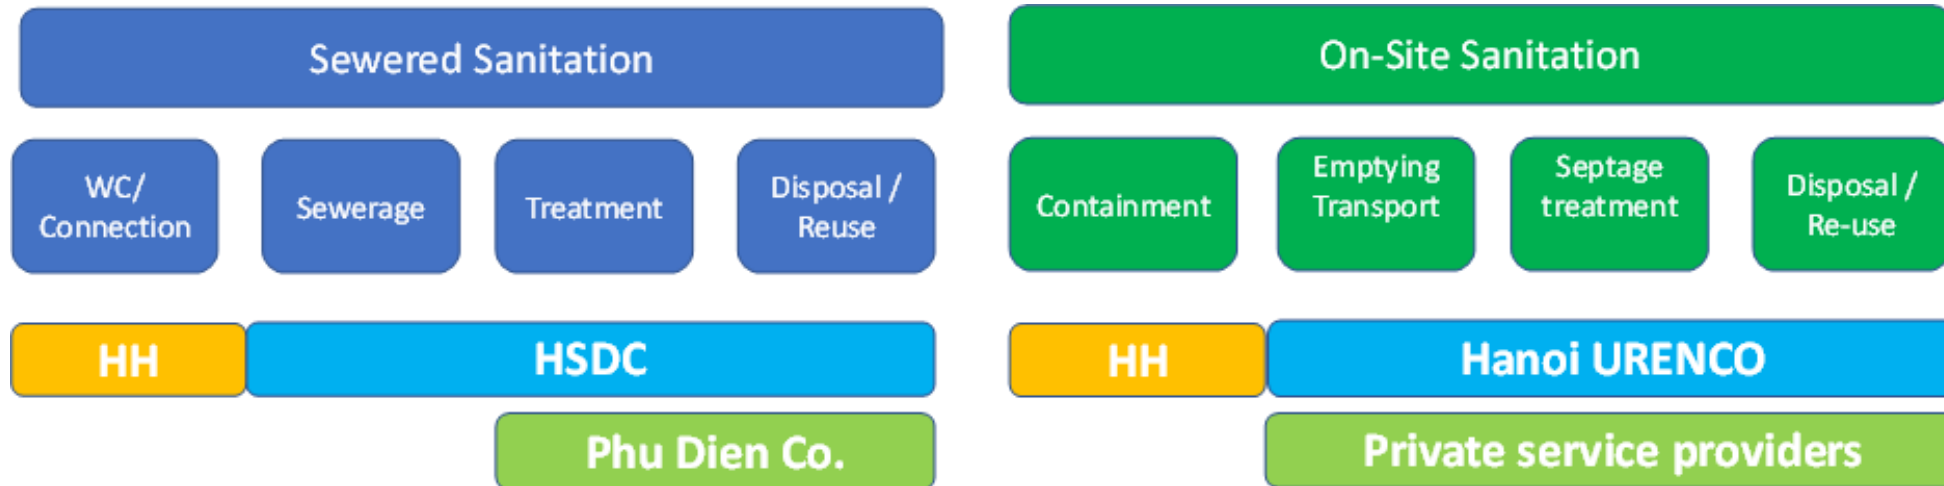 Sewered Sanitation
On-Site Sanitation
WC/
Connection
Sewerage
Treatment
Disposal /
Reuse
Containment
Emptying
Transport
Septage
treatment
Disposal /
Re-use
HH
HSDC
HH
Hanoi URENCO
Phu Dien Co.
Private service providers